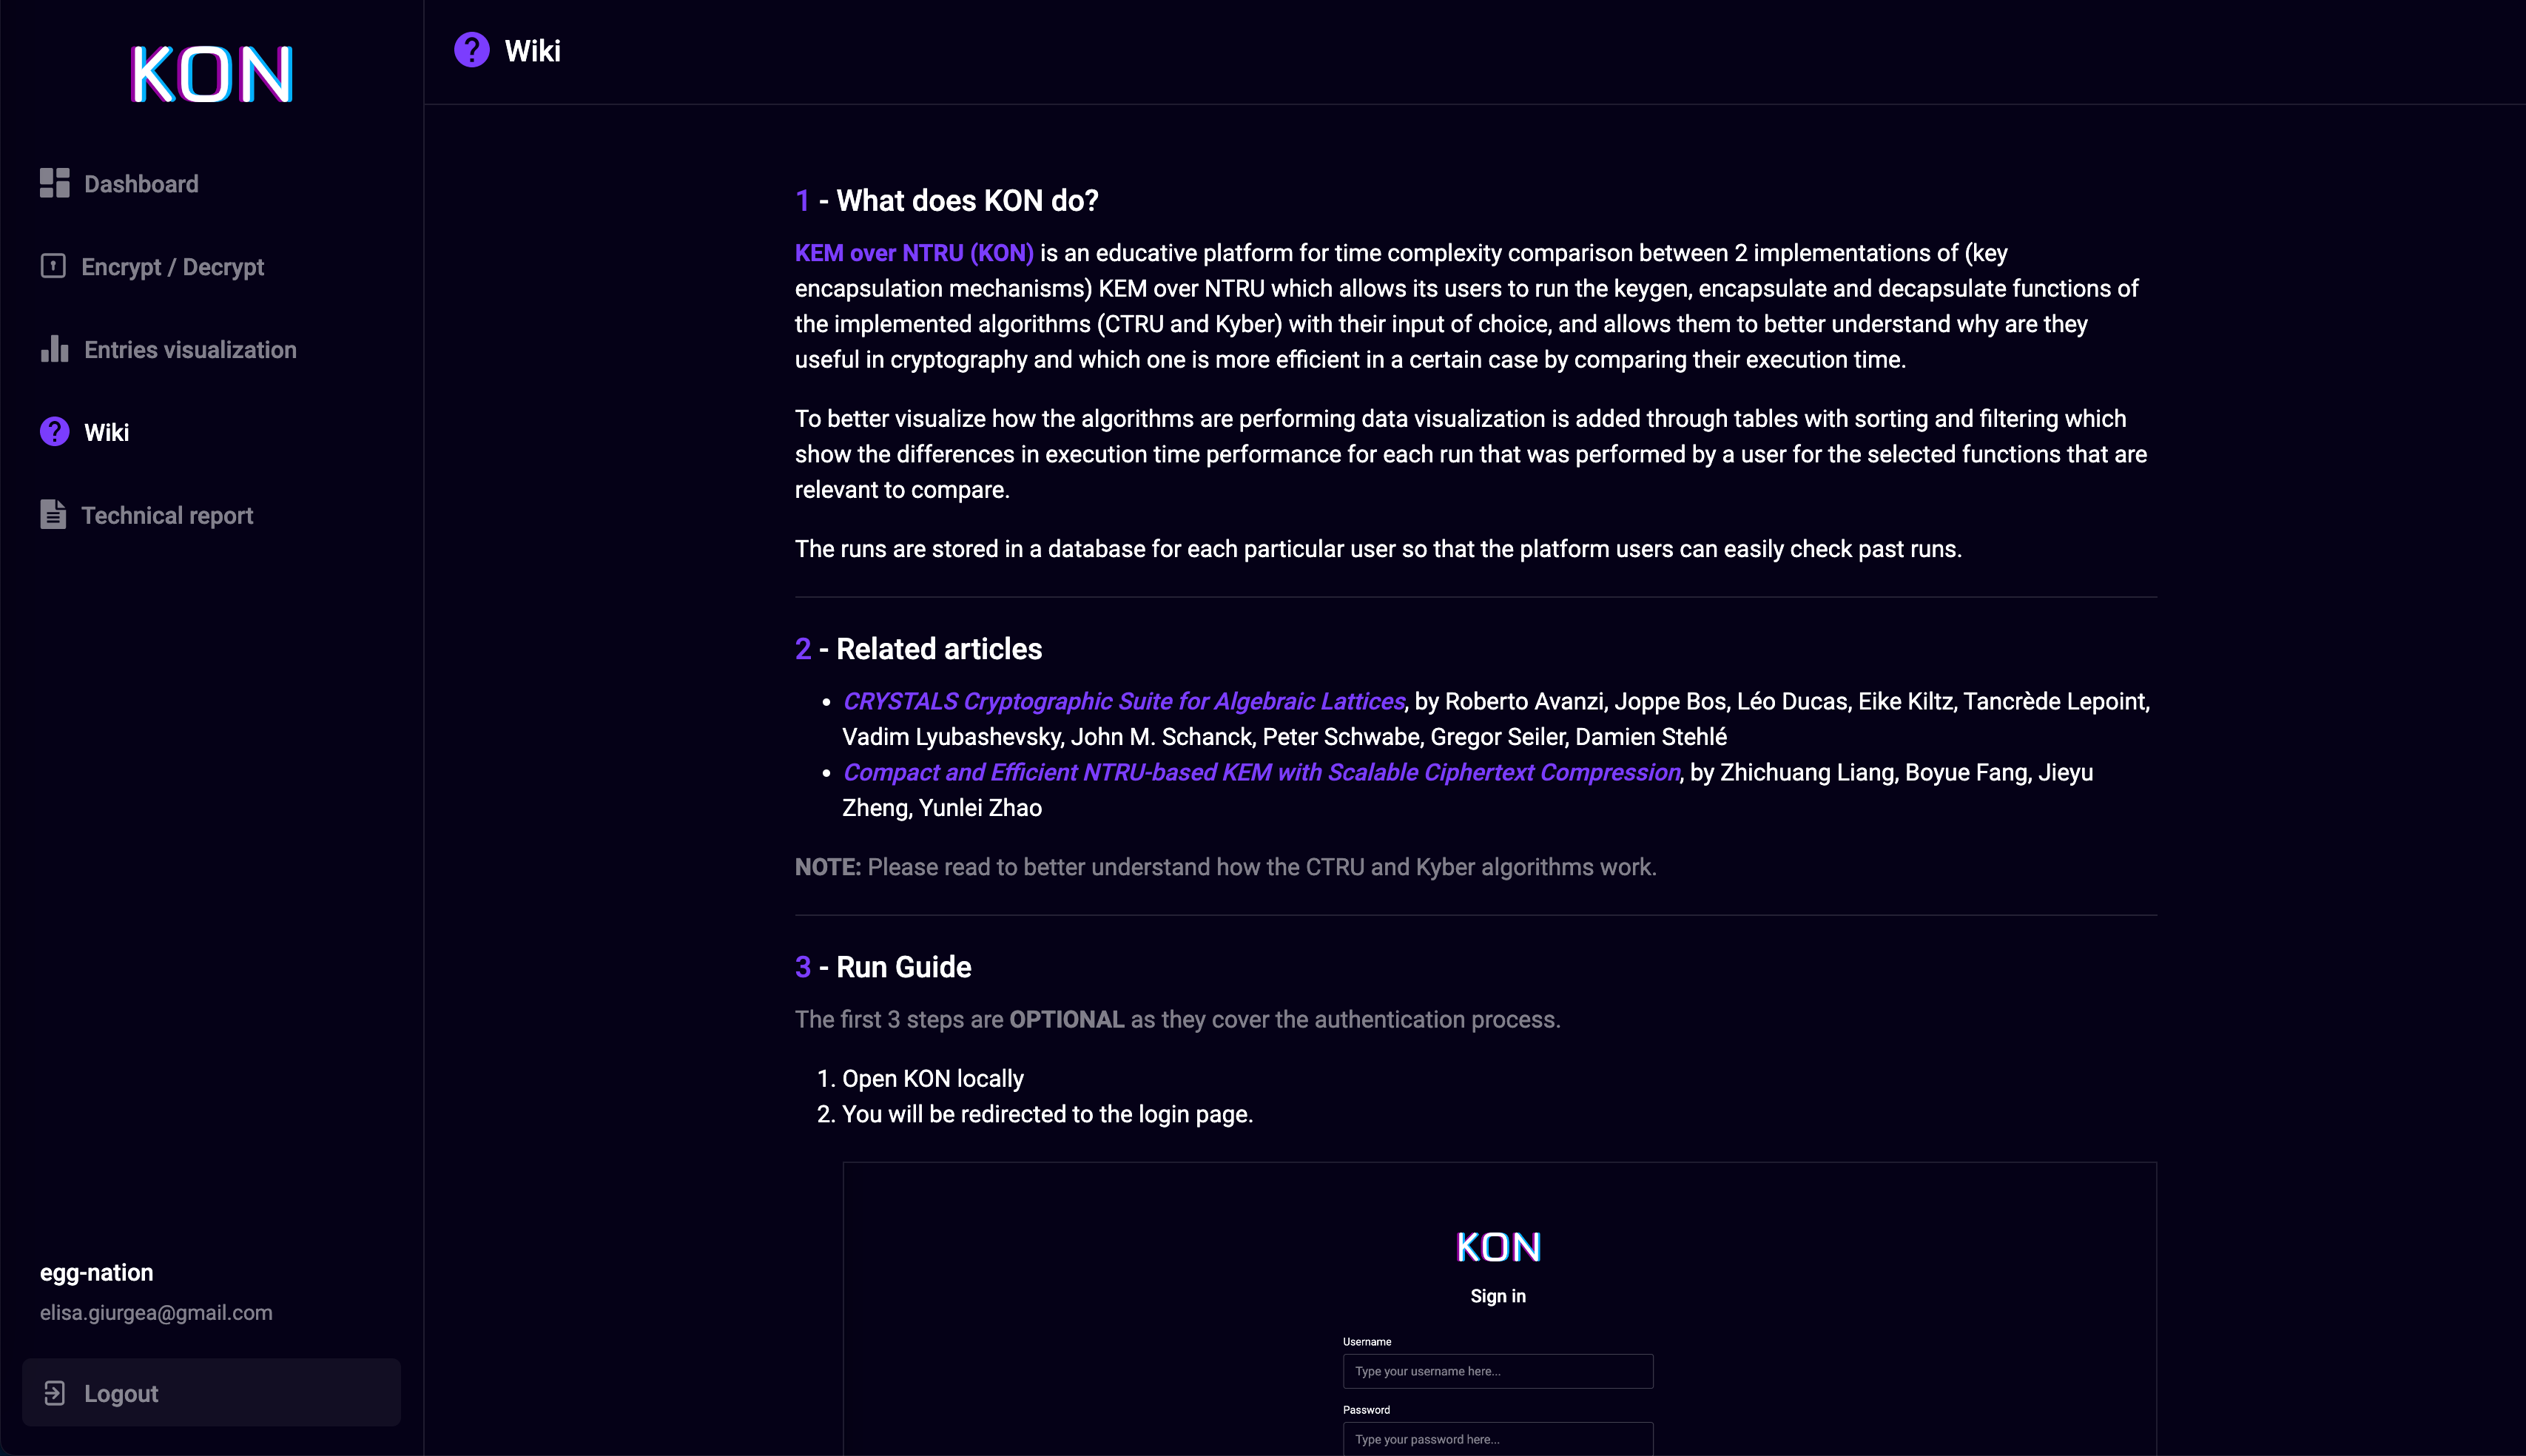 KON
Dashboard
Encrypt / Decrypt
Entries visualization
Wiki
Technical report
egg-nation
elisa.giurgea@gmail.com
Logout
Wiki
1 - What does KON do?
KEM over NTRU (KON) is an educative platform for time complexity comparison between 2 implementations of (key
encapsulation mechanisms) KEM over NTRU which allows its users to run the keygen, encapsulate and decapsulate functions of
the implemented algorithms (CTRU and Kyber) with their input of choice, and allows them to better understand why are they
useful in cryptography and which one is more efficient in a certain case by comparing their execution time.
To better visualize how the algorithms are performing data visualization is added through tables with sorting and filtering which
show the differences in execution time performance for each run that was performed by a user for the selected functions that are
relevant to compare.
The runs are stored in a database for each particular user so that the platform users can easily check past runs.
2 - Related articles
• CRYSTALS Cryptographic Suite for Algebraic Lattices, by Roberto Avanzi, Joppe Bos, Léo Ducas, Eike Kiltz, Tancrède Lepoint,
Vadim Lyubashevsky, John M. Schanck, Peter Schwabe, Gregor Seiler, Damien Stehlé
• Compact and Efficient NTRU-based KEM with Scalable Ciphertext Compression, by Zhichuang Liang, Boyue Fang, Jieyu
Zheng, Yunlei Zhao
NOTE: Please read to better understand how the CTRU and Kyber algorithms work.
3 - Run Guide
The first 3 steps are OPTIONAL as they cover the authentication process.
1. Open KON locally
2. You will be redirected to the login page.
KON
Sign in
Username
Type your username here...
Password
Type your password here...